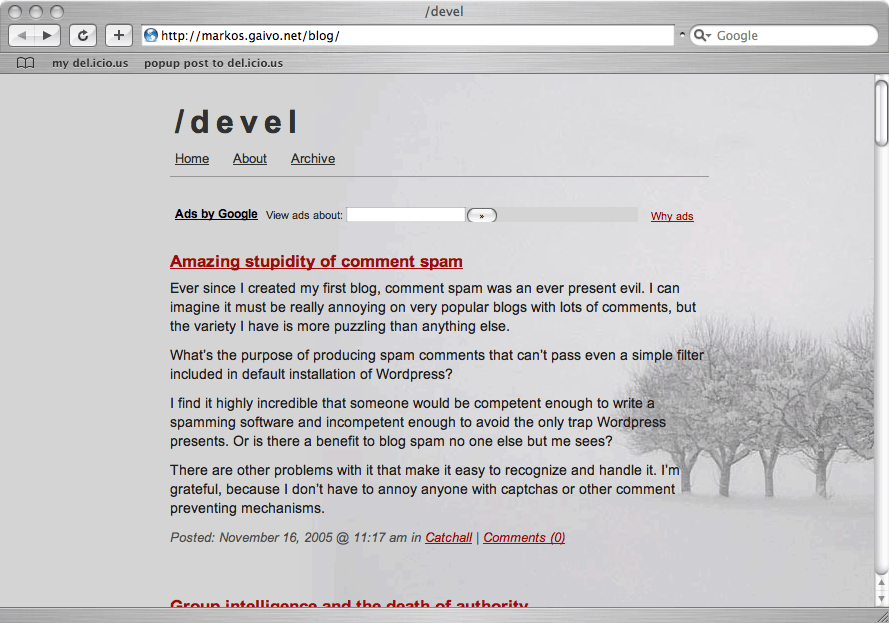 /devel
http://markos.gaivo.net/blog/
Google
my del.icio.us popup post to del.icio.us
/devel
Home About Archive
Ads by Google View ads about: » Why ads
Amazing stupidity of comment spam
Ever since I created my first blog, comment spam was an ever present evil. I can
imagine it must be really annoying on very popular blogs with lots of comments, but
the variety I have is more puzzling than anything else.
What's the purpose of producing spam comments that can't pass even a simple filter
included in default installation of Wordpress?
I find it highly incredible that someone would be competent enough to write a
spamming software and incompetent enough to avoid the only trap Wordpress
presents. Or is there a benefit to blog spam no one else but me sees?
There are other problems with it that make it easy to recognize and handle it. I'm
grateful, because I don't have to annoy anyone with captchas or other comment
preventing mechanisms.
Posted: November 16, 2005 @ 11:17 am in Catchall | Comments (0)
Group intelligence and the death of authority